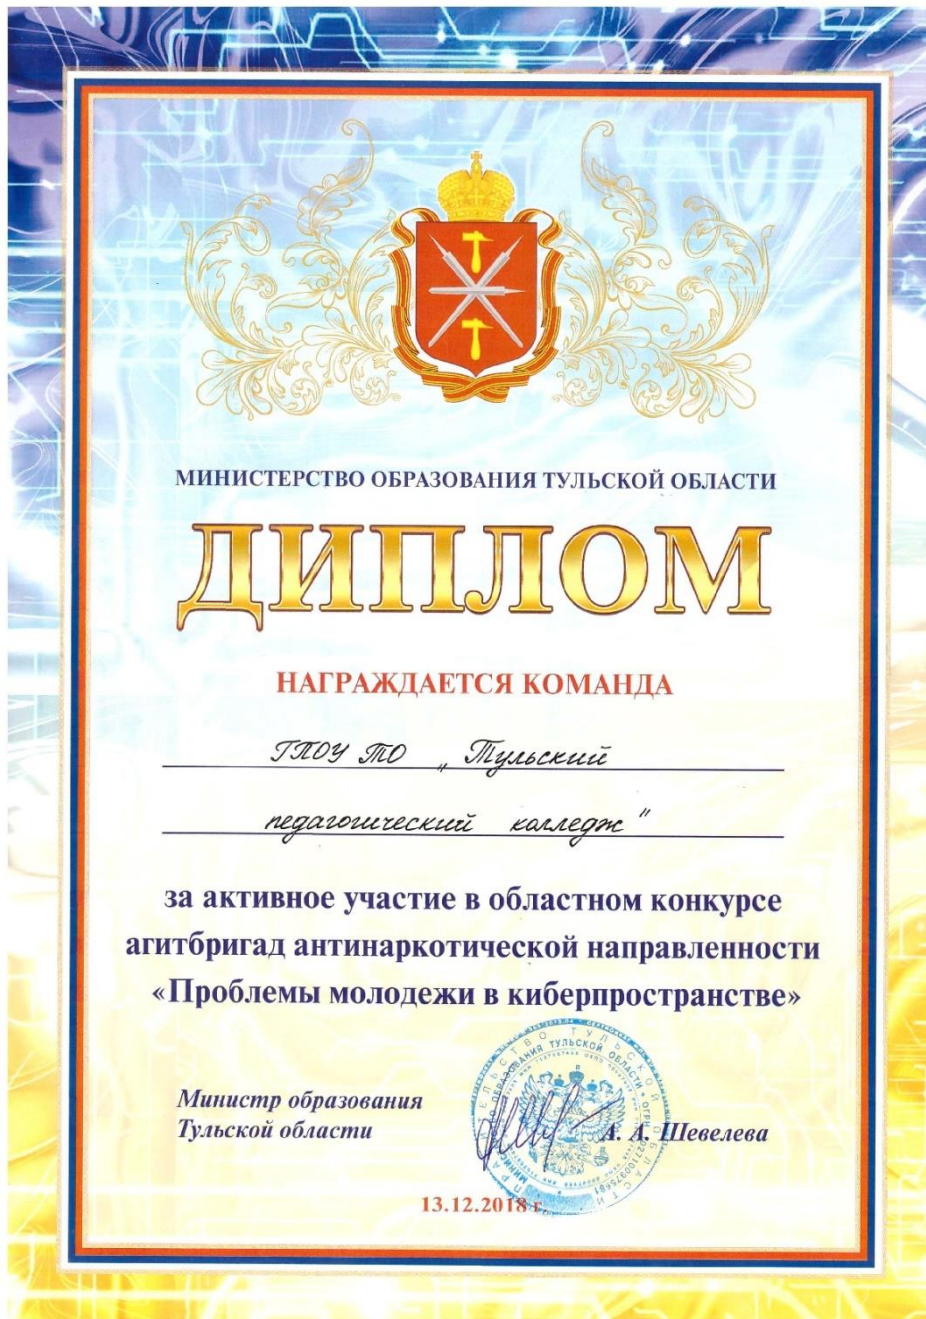 МИНИСТЕРСТВО ОБРАЗОВАНИЯ ТУЛЬСКОЙ ОБЛАСТИ
ДИПЛОМ
НАГРАЖДАЕТСЯ КОМАНДА
ГПОУ ТО „Тульский
педагогический колледж"
за активное участие в областном конкурсе
агитбригад антинаркотической направленности
«Проблемы молодежи в киберпространстве»
Министр образования
Тульской области
А. А. Шевелева
13.12.2018 г.